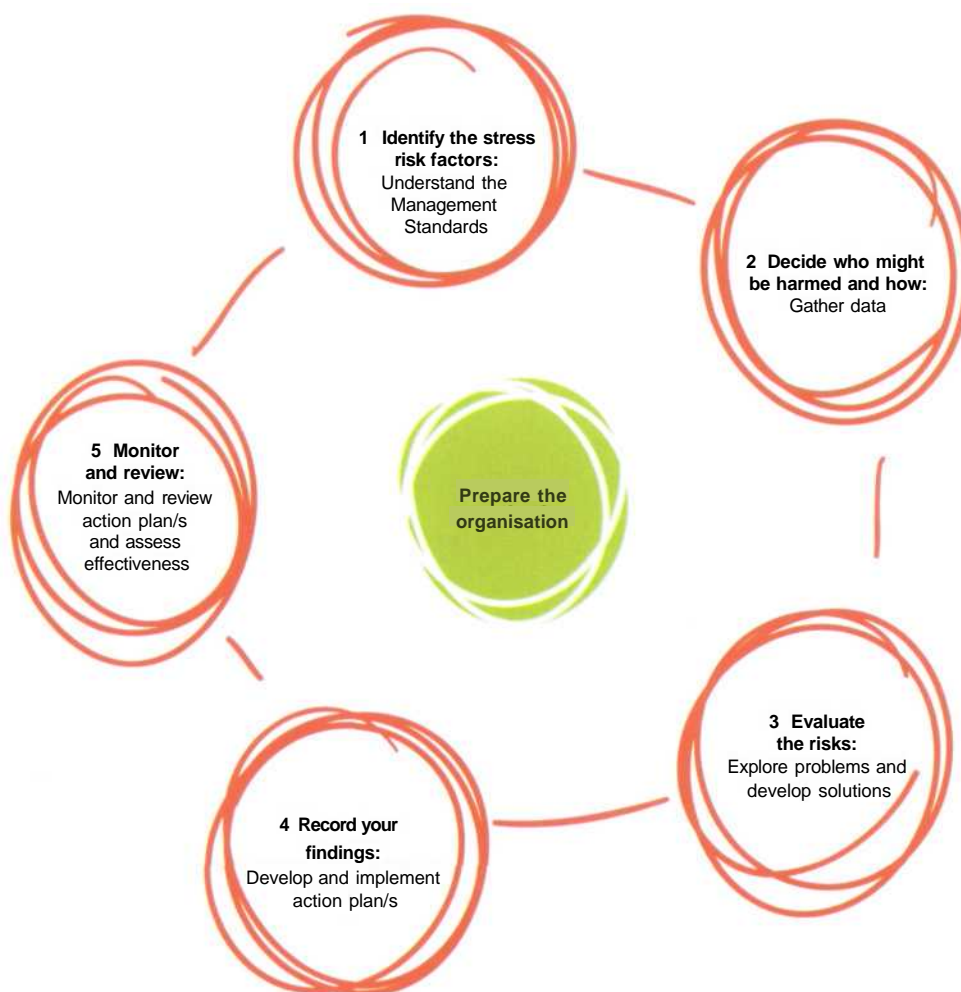 1 Identify the stress
risk factors:
Understand the
Management
Standards
2 Decide who might
be harmed and how:
Gather data
3 Evaluate
the risks:
Explore problems and
develop solutions
4 Record your
findings:
Develop and implement
action plan/s
5 Monitor
and review:
Monitor and review
action plan/s
and assess
effectiveness
Prepare the
organisation